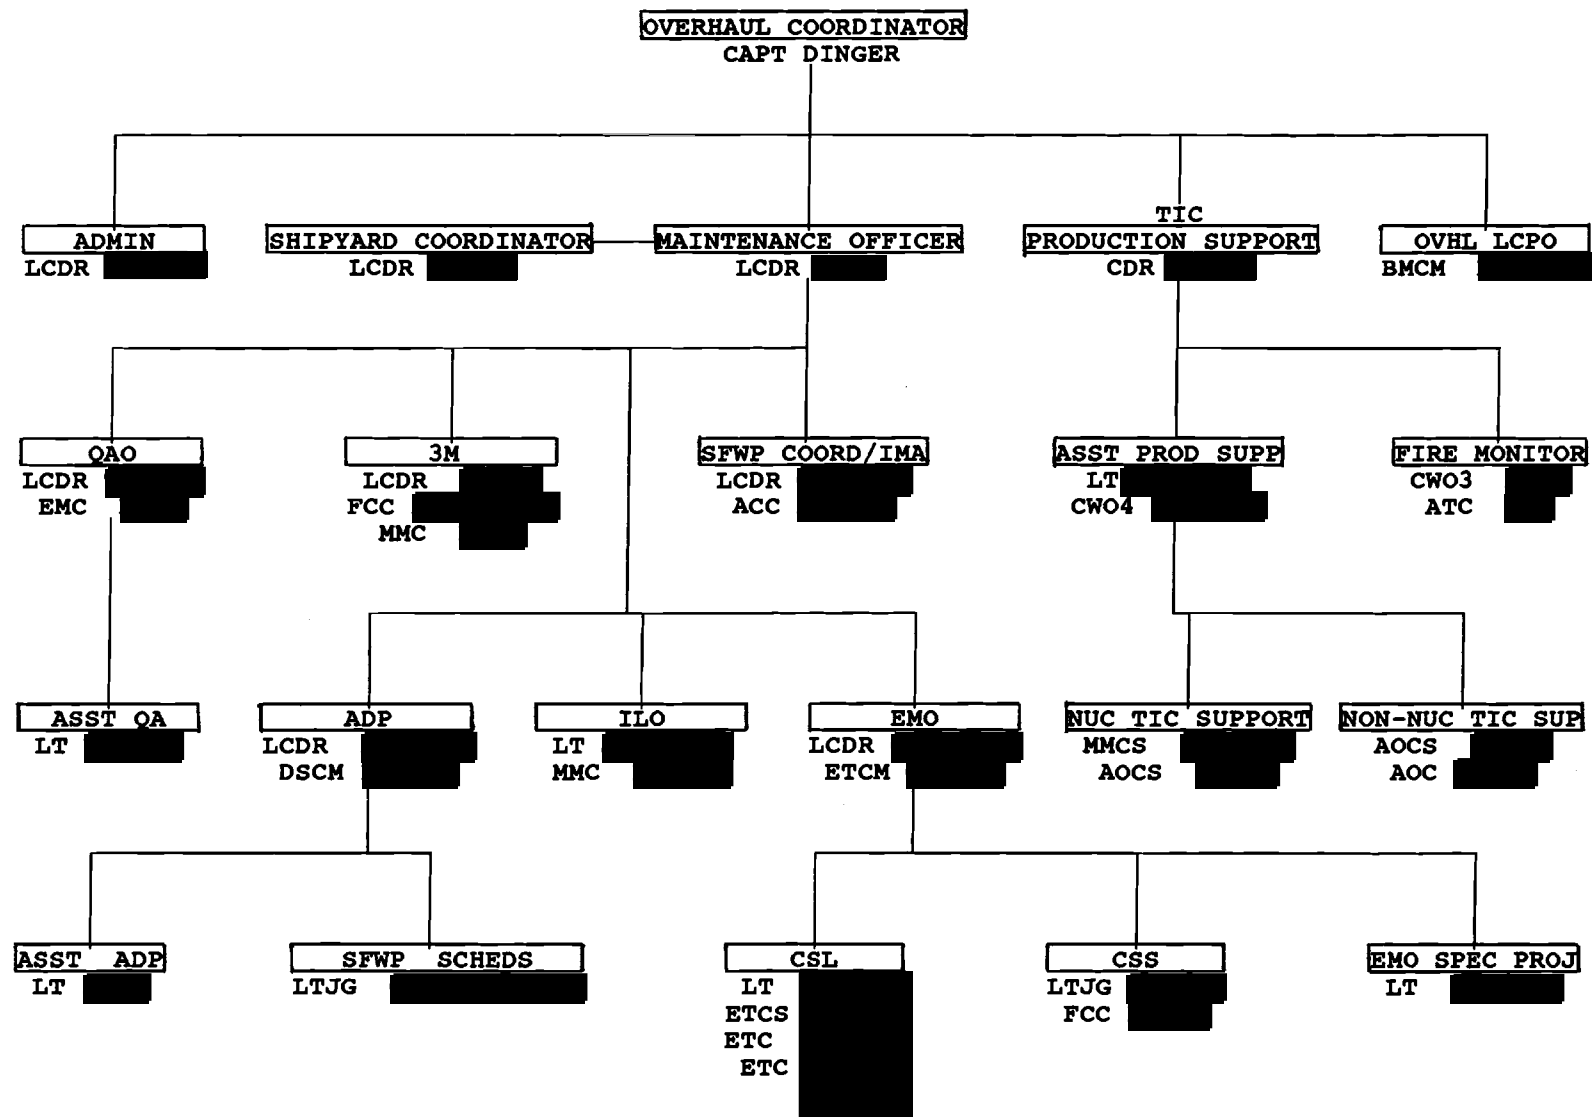 OVERHAUL COORDINATOR
CAPT DINGER
ADMIN
LCDR
SHIPYARD COORDINATOR
LCDR
MAINTENANCE OFFICER
LCDR
TIC
PRODUCTION SUPPORT
CDR
OVHL LCPO
BMCM
QAO
LCDR
EMC
3M
LCDR
FCC
MMC
SFWP COORD/IMA
LCDR
ACC
ASST PROD SUPP
LT
CWO4
FIRE MONITOR
CWO3
ATC
ASST QA
LT
ADP
LCDR
DSCM
ILO
LT
MMC
EMO
LCDR
ETCM
NUC TIC SUPPORT
MMCS
AOCS
NON-NUC TIC SUP
AOCS
AOC
ASST ADP
LT
SFWP SCHEDS
LTJG
CSL
LT
ETCS
ETC
ETC
CSS
LTJG
FCC
EMO SPEC PROJ
LT